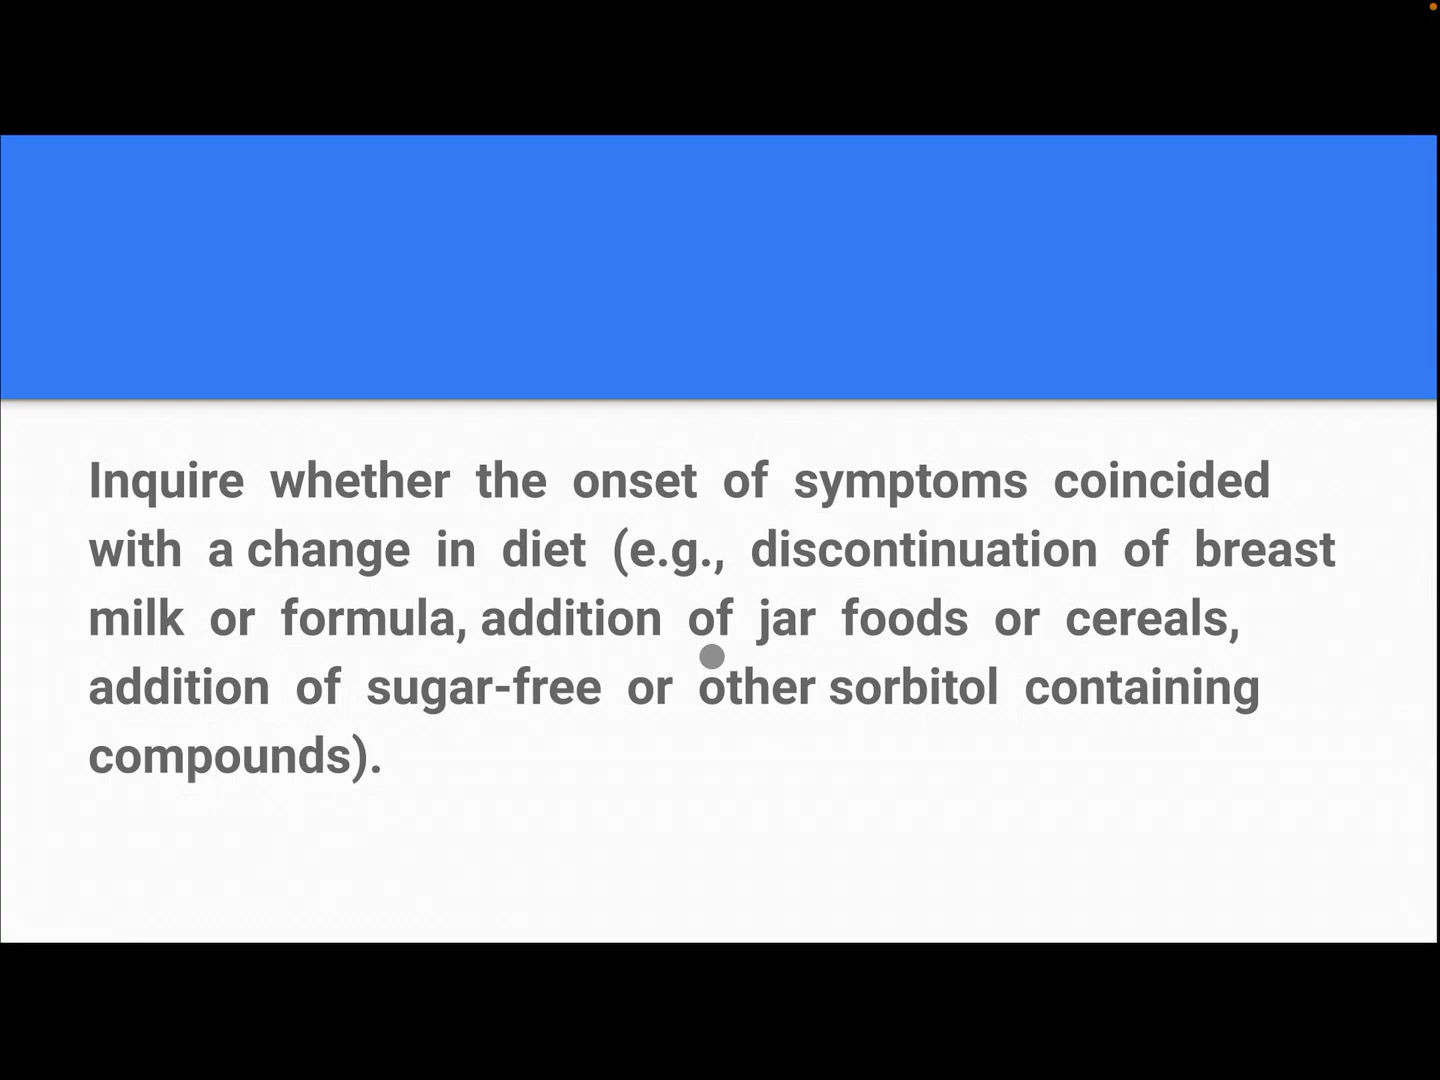 Inquire whether the onset of symptoms coincided
with a change in diet (e.g., discontinuation of breast
milk or formula, addition of jar foods or cereals,
addition of sugar-free or other sorbitol containing
compounds).